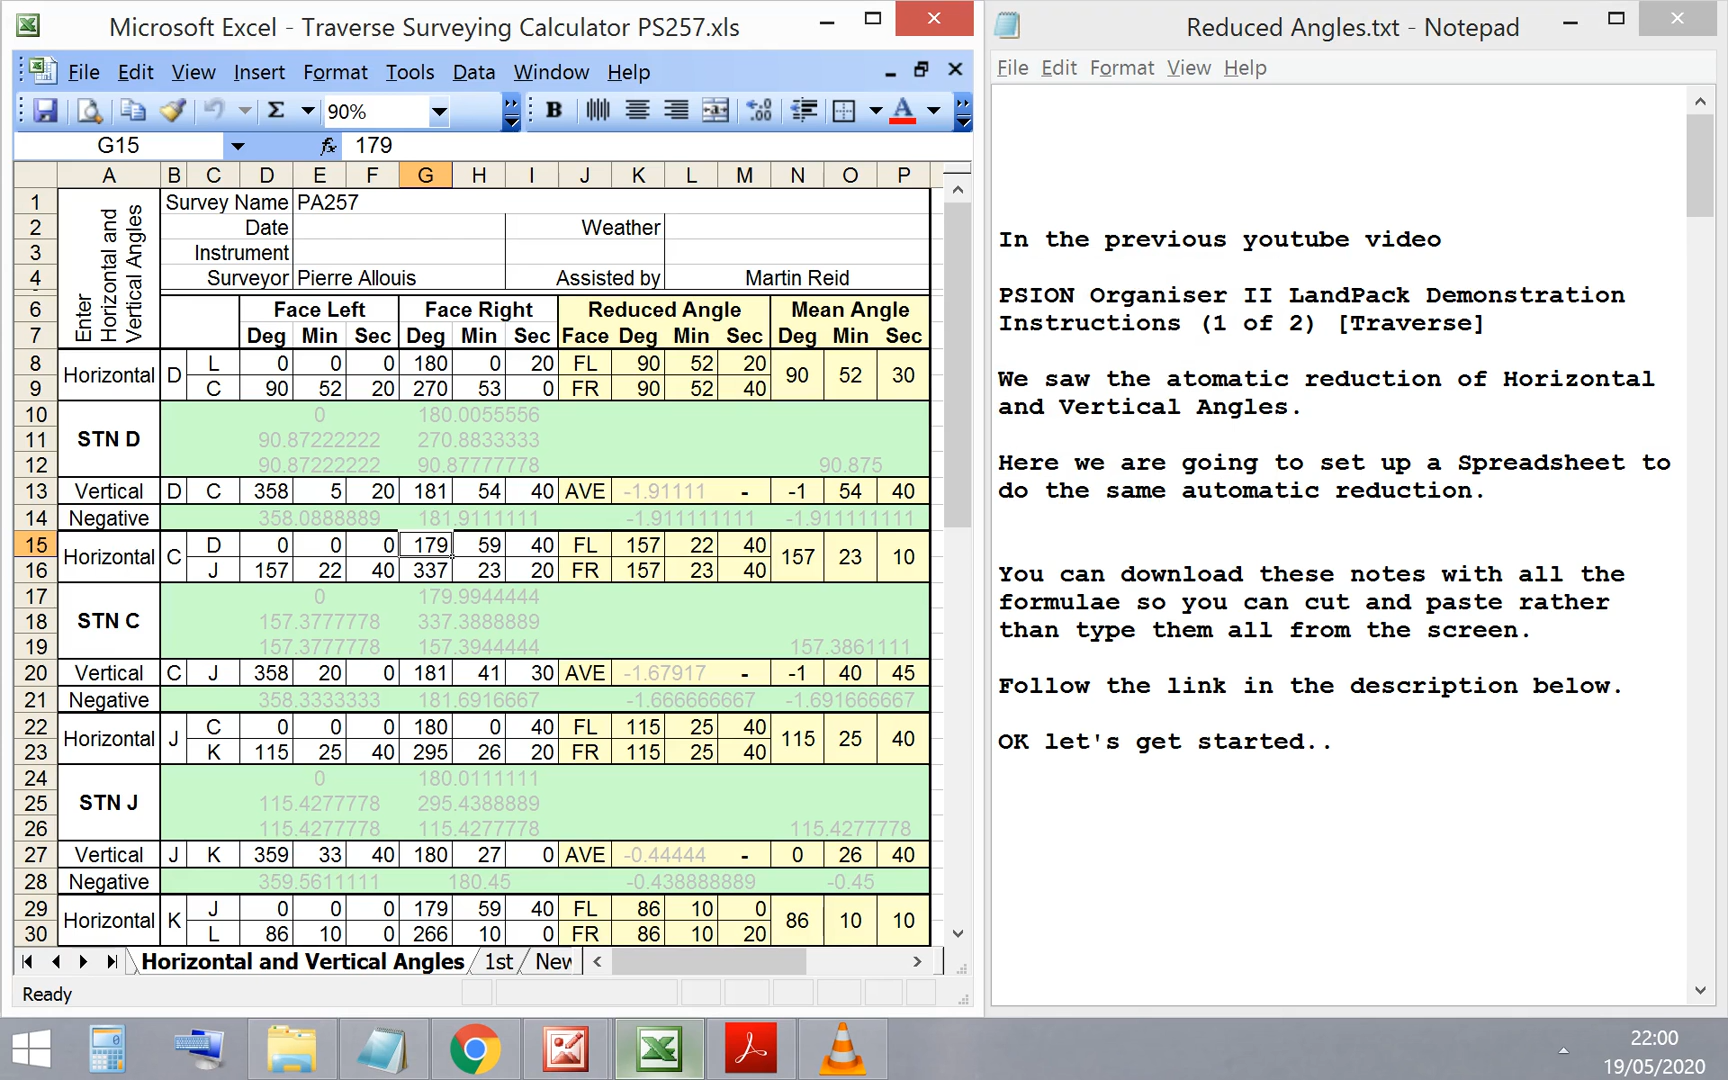 Microsoft Excel - Traverse Surveying Calculator PS257.xls
File Edit View Insert Format Tools Data Window Help
Σ 90% B A
G15 fx 179
A B C D E F G H I J K L M N O P
Enter Horizontal and Vertical Angles
1 Survey Name PA257
2 Date Weather
3 Instrument
4 Surveyor Pierre Allouis Assisted by Martin Reid
6 Face Left Face Right Reduced Angle Mean Angle
7 Deg Min Sec Deg Min Sec Face Deg Min Sec Deg Min Sec
8 L 0 0 0 180 0 20 FL 90 52 20
Horizontal D 90 52 30
9 C 90 52 20 270 53 0 FR 90 52 40
10 0 180.0055556
11 STN D 90.87222222 270.8833333
12 90.87222222 90.87777778 90.875
13 Vertical D C 358 5 20 181 54 40 AVE -1.91111 - -1 54 40
14 Negative 358.0888889 181.9111111 -1.911111111 -1.911111111
15 D 0 0 0 179 59 40 FL 157 22 40
Horizontal C 157 23 10
16 J 157 22 40 337 23 20 FR 157 23 40
17 0 179.9944444
18 STN C 157.3777778 337.3888889
19 157.3777778 157.3944444 157.3861111
20 Vertical C J 358 20 0 181 41 30 AVE -1.67917 - -1 40 45
21 Negative 358.3333333 181.6916667 -1.666666667 -1.691666667
22 C 0 0 0 180 0 40 FL 115 25 40
Horizontal J 115 25 40
23 K 115 25 40 295 26 20 FR 115 25 40
24 0 180.0111111
25 STN J 115.4277778 295.4388889
26 115.4277778 115.4277778 115.4277778
27 Vertical J K 359 33 40 180 27 0 AVE -0.44444 - 0 26 40
28 Negative 359.5611111 180.45 -0.438888889 -0.45
29 J 0 0 0 179 59 40 FL 86 10 0
Horizontal K 86 10 10
30 L 86 10 0 266 10 0 FR 86 10 20
Horizontal and Vertical Angles 1st New
Ready
Reduced Angles.txt - Notepad
File Edit Format View Help
In the previous youtube video
PSION Organiser II LandPack Demonstration
Instructions (1 of 2) [Traverse]
We saw the atomatic reduction of Horizontal
and Vertical Angles.
Here we are going to set up a Spreadsheet to
do the same automatic reduction.
You can download these notes with all the
formulae so you can cut and paste rather
than type them all from the screen.
Follow the link in the description below.
OK let's get started..
22:00
19/05/2020